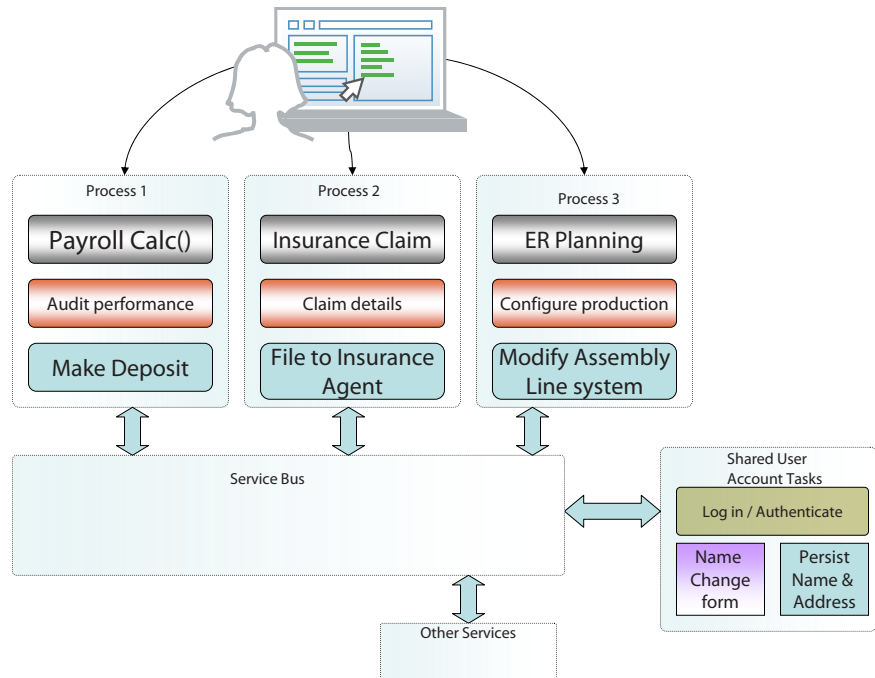 Process 1
Payroll Calc()
Audit performance
Make Deposit
Process 2
Insurance Claim
Claim details
File to Insurance
Agent
Process 3
ER Planning
Configure production
Modify Assembly
Line system
Service Bus
Shared User
Account Tasks
Log in / Authenticate
Name
Change
form
Persist
Name &
Address
Other Services